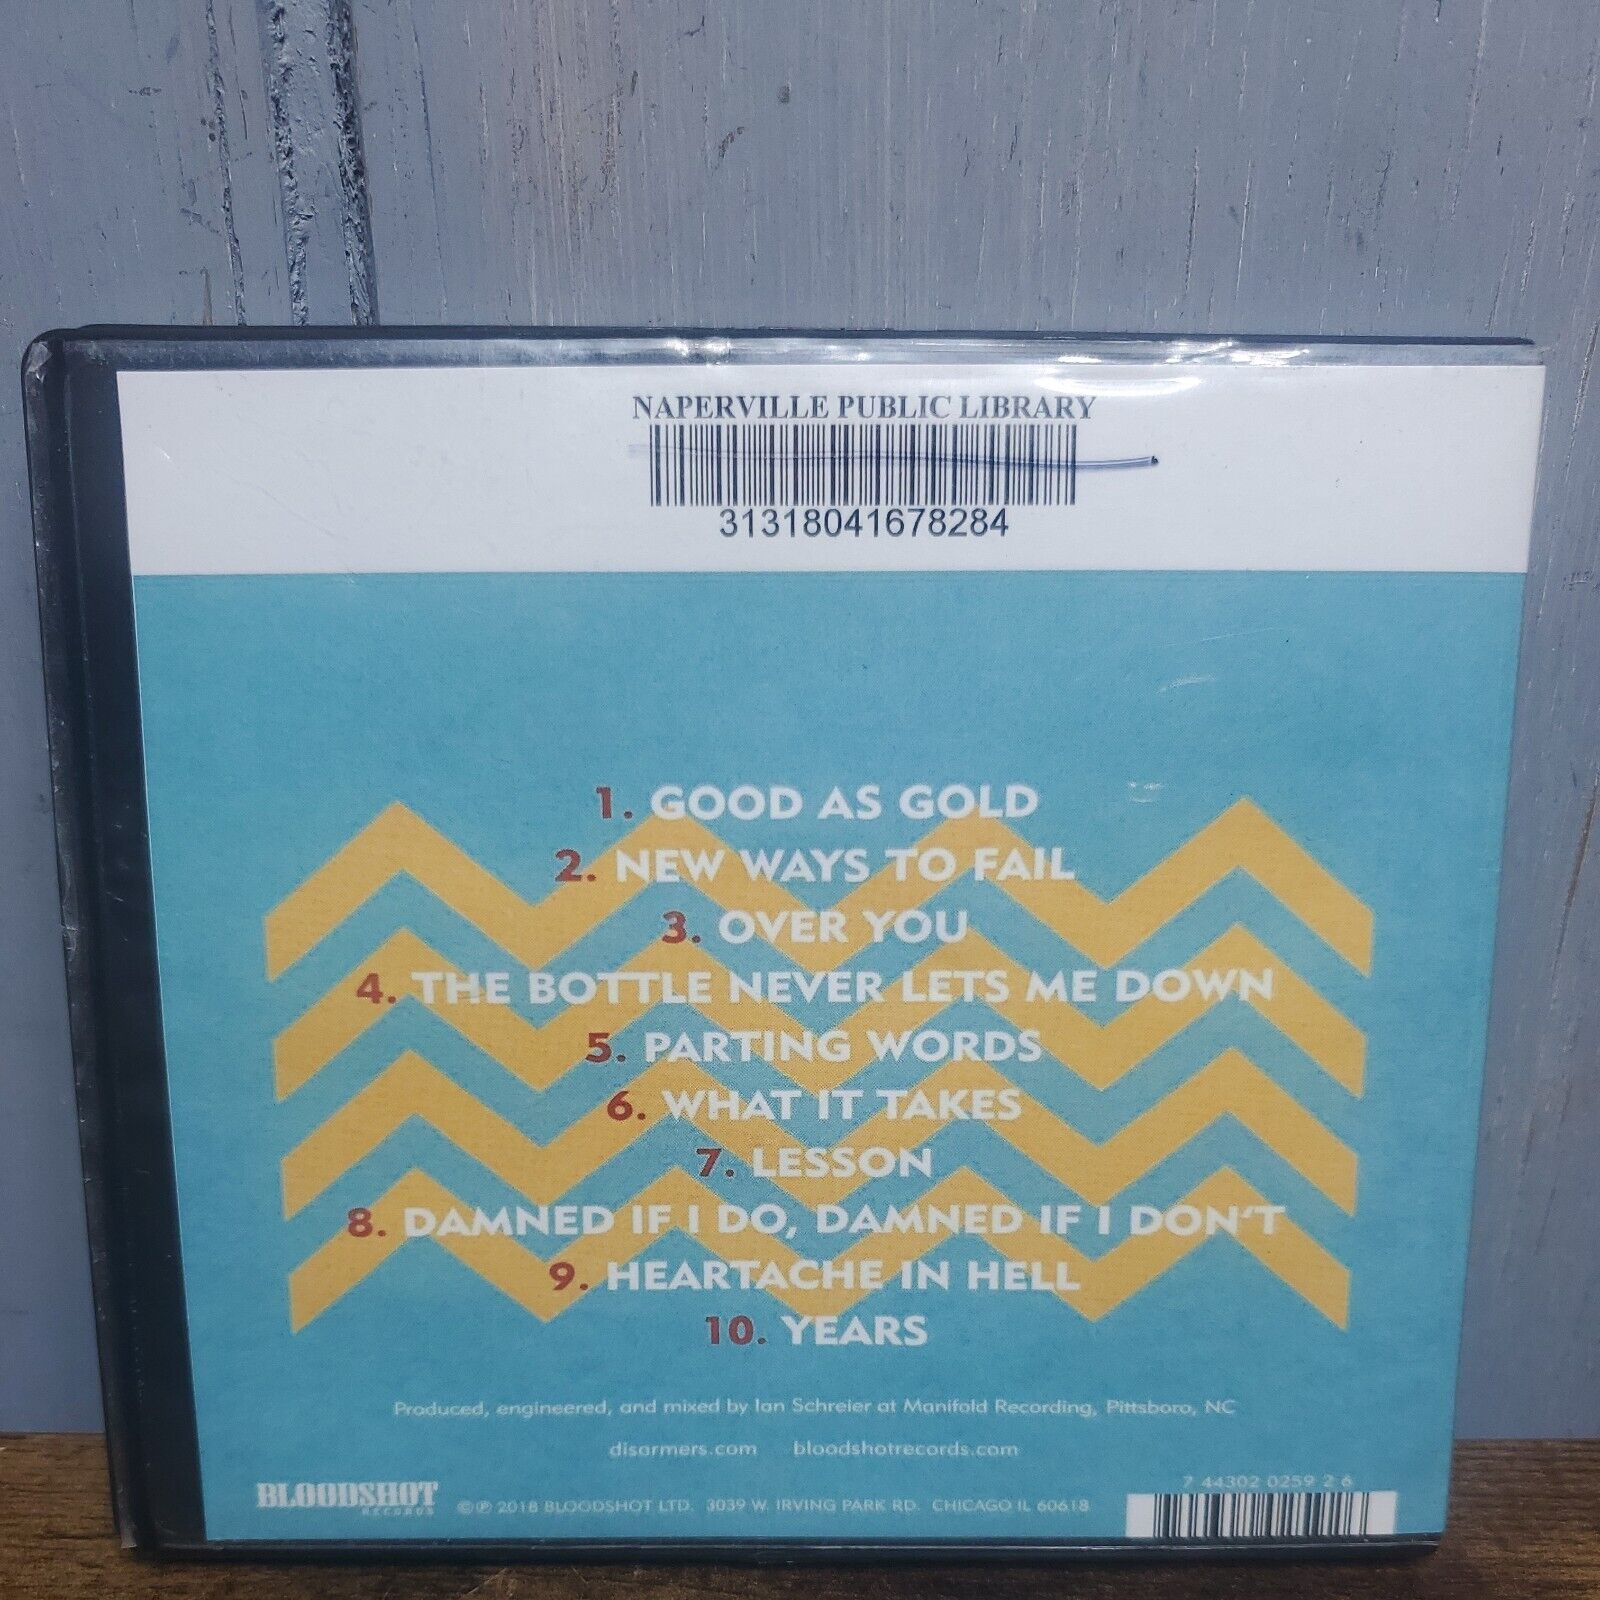 NAPERVILLE PUBLIC LIBRARY
31318041678284
1. GOOD AS GOLD
2. NEW WAYS TO FAIL
3. OVER YOU
4. THE BOTTLE NEVER LETS ME DOWN
5. PARTING WORDS
6. WHAT IT TAKES
7. LESSON
8. DAMNED IF I DO, DAMNED IF I DON'T
9. HEARTACHE IN HELL
10. YEARS
Produced, engineered, and mixed by Ian Schreier at Manifold Recording, Pittsboro, NC
disarmers.com bloodshotrecords.com
7 44302 0259 2 6
BLOODSHOT
RECORDS
©℗ 2018 BLOODSHOT LTD. 3039 W. IRVING PARK RD. CHICAGO IL 60618